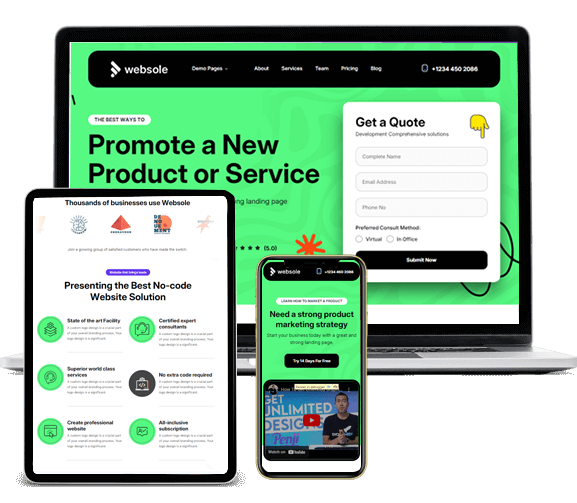 websole
Demo Pages
About
Services
Team
Pricing
Blog
+1234 450 2086
THE BEST WAYS TO
Promote a New
Product or Service
ong landing page
(5.0)
Get a Quote
Development Comprehensive solutions
Complete Name
Email Address
Phone No
Preferred Consult Method:
Virtual
In Office
Submit Now
Thousands of businesses use Websole
Join a growing group of satisfied customers who have made the switch.
Presenting the Best No-code
Website Solution
State of the art Facility
A custom logo design is a crucial part
of your overall branding process. Your
logo design is a significant.
Certified expert
consultants
A custom logo design is a crucial part
of your overall branding process. Your
logo design is a significant.
Superior world class
services
A custom logo design is a crucial part
of your overall branding process. Your
logo design is a significant.
No extra code required
A custom logo design is a crucial part
of your overall branding process. Your
logo design is a significant.
Create professional
website
A custom logo design is a crucial part
of your overall branding process. Your
logo design is a significant.
All-inclusive
subscription
A custom logo design is a crucial part
of your overall branding process. Your
logo design is a significant.
websole
+1234 450 2086
LEARN HOW TO MARKET A PRODUCT
Need a strong product
marketing strategy
Start your business today with a great and
strong landing page.
Try 14 Days For Free
GET
UNLIMITED
DESIGN
Penji
Watch on YouTube